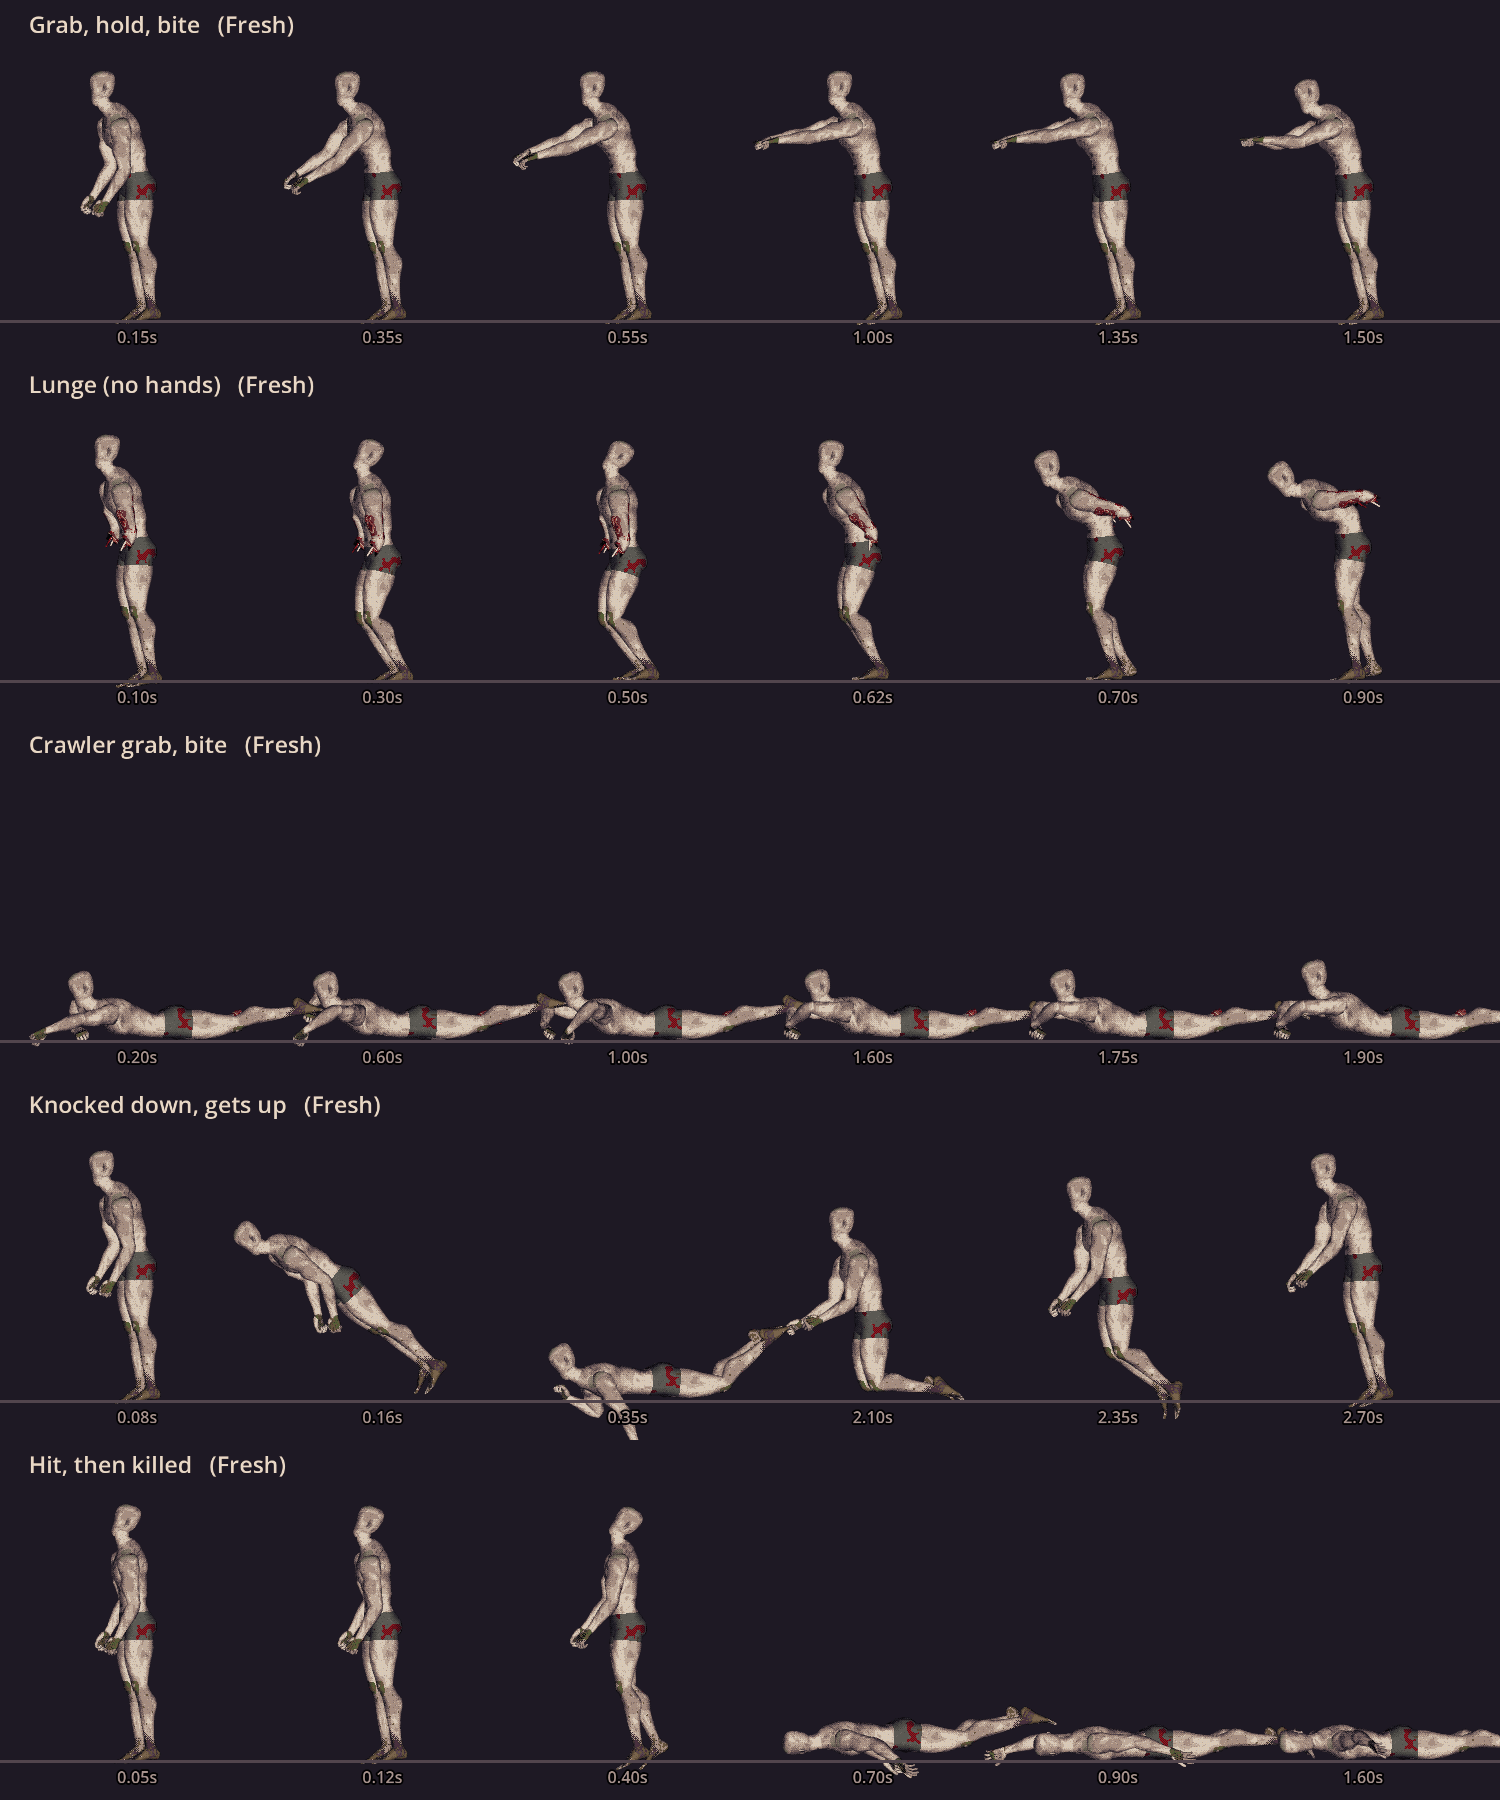 Grab, hold, bite (Fresh)
0.15s 0.35s 0.55s 1.00s 1.35s 1.50s
Lunge (no hands) (Fresh)
0.10s 0.30s 0.50s 0.62s 0.70s 0.90s
Crawler grab, bite (Fresh)
0.20s 0.60s 1.00s 1.60s 1.75s 1.90s
Knocked down, gets up (Fresh)
0.08s 0.16s 0.35s 2.10s 2.35s 2.70s
Hit, then killed (Fresh)
0.05s 0.12s 0.40s 0.70s 0.90s 1.60s